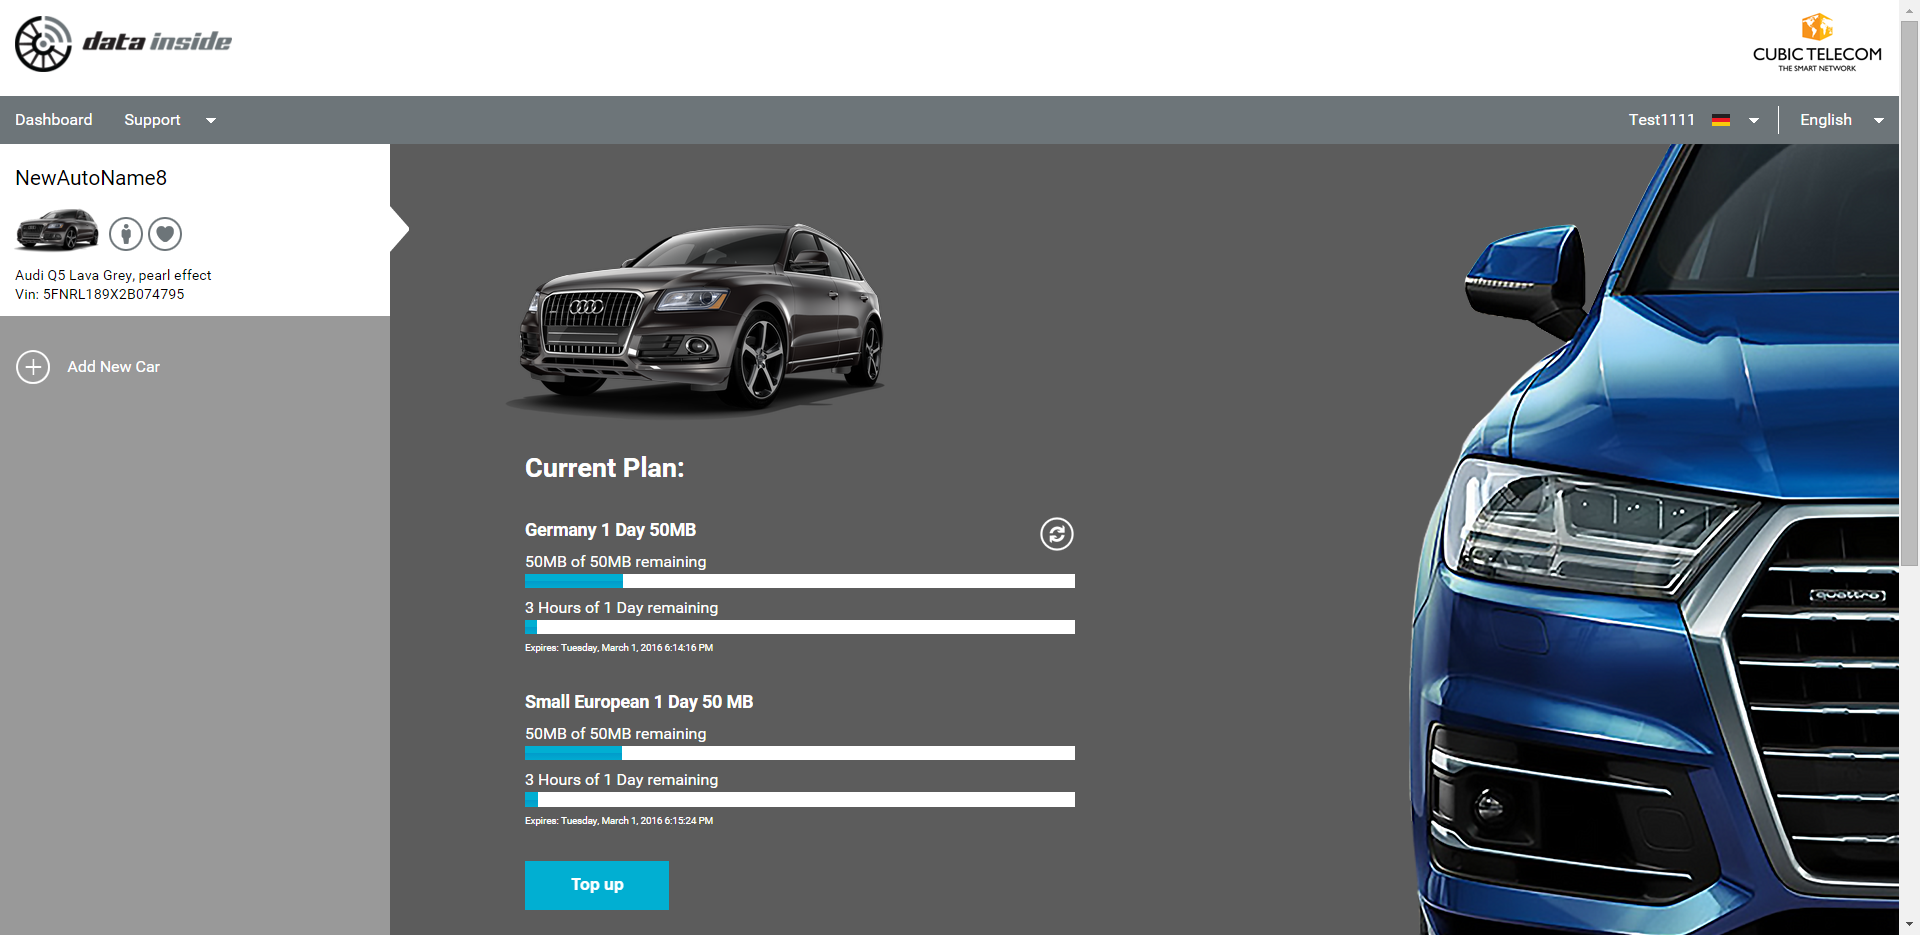 data inside
CUBIC TELECOM
THE SMART NETWORK
Dashboard
Support
Test1111
English
NewAutoName8
Audi Q5 Lava Grey, pearl effect
Vin: 5FNRL189X2B074795
Add New Car
Current Plan:
Germany 1 Day 50MB
50MB of 50MB remaining
3 Hours of 1 Day remaining
Expires: Tuesday, March 1, 2016 6:14:16 PM
Small European 1 Day 50 MB
50MB of 50MB remaining
3 Hours of 1 Day remaining
Expires: Tuesday, March 1, 2016 6:15:24 PM
Top up
quattro